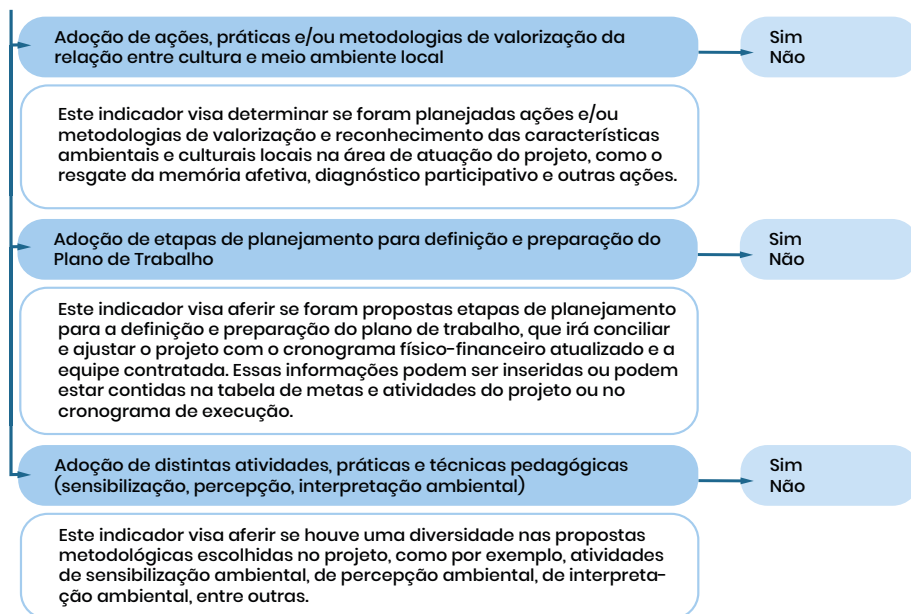 Adoção de ações, práticas e/ou metodologias de valorização da
relação entre cultura e meio ambiente local
Sim
Não
Este indicador visa determinar se foram planejadas ações e/ou
metodologias de valorização e reconhecimento das características
ambientais e culturais locais na área de atuação do projeto, como o
resgate da memória afetiva, diagnóstico participativo e outras ações.
Adoção de etapas de planejamento para definição e preparação do
Plano de Trabalho
Sim
Não
Este indicador visa aferir se foram propostas etapas de planejamento
para a definição e preparação do plano de trabalho, que irá conciliar
e ajustar o projeto com o cronograma físico-financeiro atualizado e a
equipe contratada. Essas informações podem ser inseridas ou podem
estar contidas na tabela de metas e atividades do projeto ou no
cronograma de execução.
Adoção de distintas atividades, práticas e técnicas pedagógicas
(sensibilização, percepção, interpretação ambiental)
Sim
Não
Este indicador visa aferir se houve uma diversidade nas propostas
metodológicas escolhidas no projeto, como por exemplo, atividades
de sensibilização ambiental, de percepção ambiental, de interpreta-
ção ambiental, entre outras.